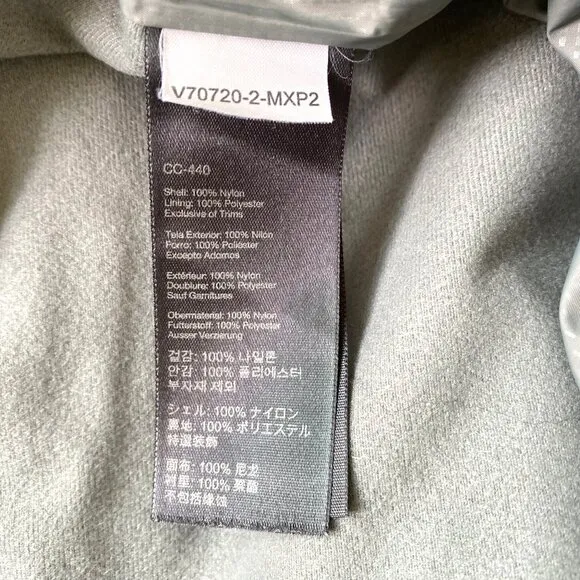 V70720-2-MXP2
CC-440
Shell: 100% Nylon
Lining: 100% Polyester
Exclusive of Trims
Tela Exterior: 100% Nilon
Forro: 100% Poliester
Excepto Adornos
Extérieur: 100% Nylon
Doublure: 100% Polyester
Sauf Garnitures
Obermaterial: 100% Nylon
Futterstoff: 100% Polyester
Ausser Verzierung
겉감: 100% 나일론
안감: 100% 폴리에스터
부자재 제외
シェル: 100% ナイロン
裏地: 100% ポリエステル
特選装飾
面布: 100% 尼龙
衬里: 100% 聚酯
不包括缘蚀